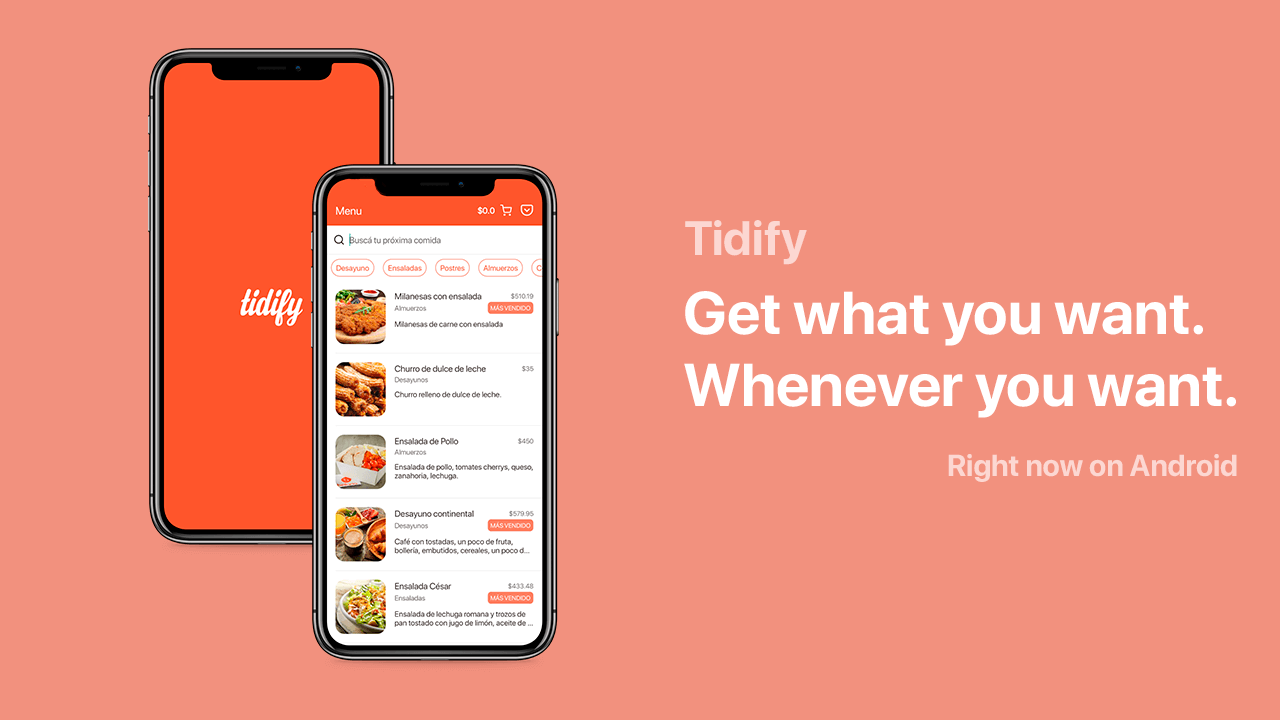 tidify
Menu
$0.0
Buscá tu próxima comida
Desayuno
Ensaladas
Postres
Almuerzos
Milanesas con ensalada
$510.19
Almuerzos
MÁS VENDIDO
Milanesas de carne con ensalada
Churro de dulce de leche
$35
Desayunos
Churro relleno de dulce de leche.
Ensalada de Pollo
$450
Almuerzos
Ensalada de pollo, tomates cherrys, queso,
zanahoria, lechuga.
Desayuno continental
$579.95
Desayunos
MÁS VENDIDO
Café con tostadas, un poco de fruta,
bollería, embutidos, cereales, un poco d...
Ensalada César
$433.48
Ensaladas
MÁS VENDIDO
Ensalada de lechuga romana y trozos de
pan tostado con jugo de limón, aceite de ...
Tidify
Get what you want.
Whenever you want.
Right now on Android